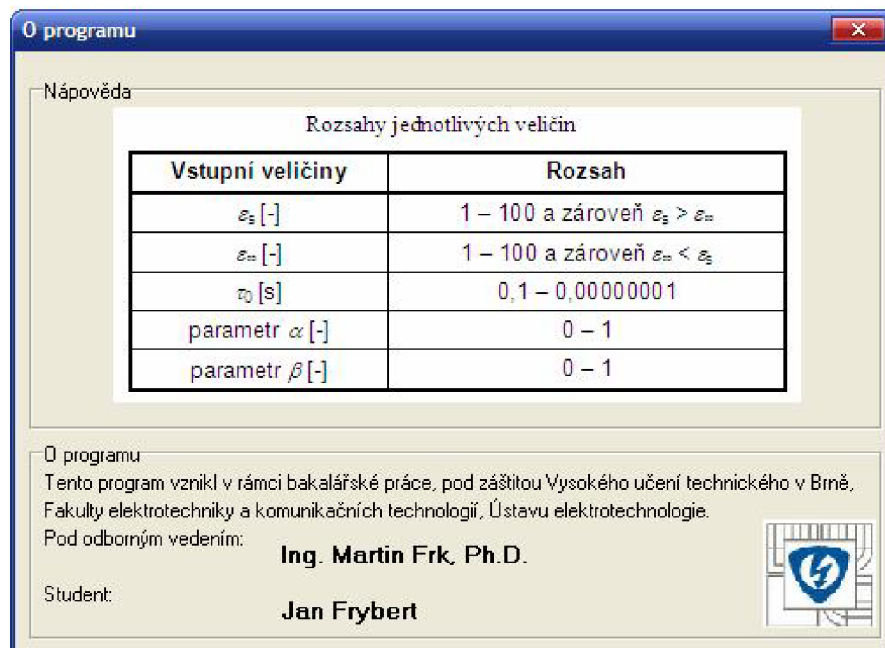 O programu
Nápověda
Rozsahy jednotlivých veličin
Vstupní veličiny Rozsah
εs [-] 1 – 100 a zároveň εs > ε∞
ε∞ [-] 1 – 100 a zároveň ε∞ < εs
τ0 [s] 0,1 – 0,00000001
parametr α [-] 0 – 1
parametr β [-] 0 – 1
O programu
Tento program vznikl v rámci bakalářské práce, pod záštitou Vysokého učení technického v Brně,
Fakulty elektrotechniky a komunikačních technologií, Ústavu elektrotechnologie.
Pod odborným vedením:
Ing. Martin Frk, Ph.D.
Student:
Jan Frybert